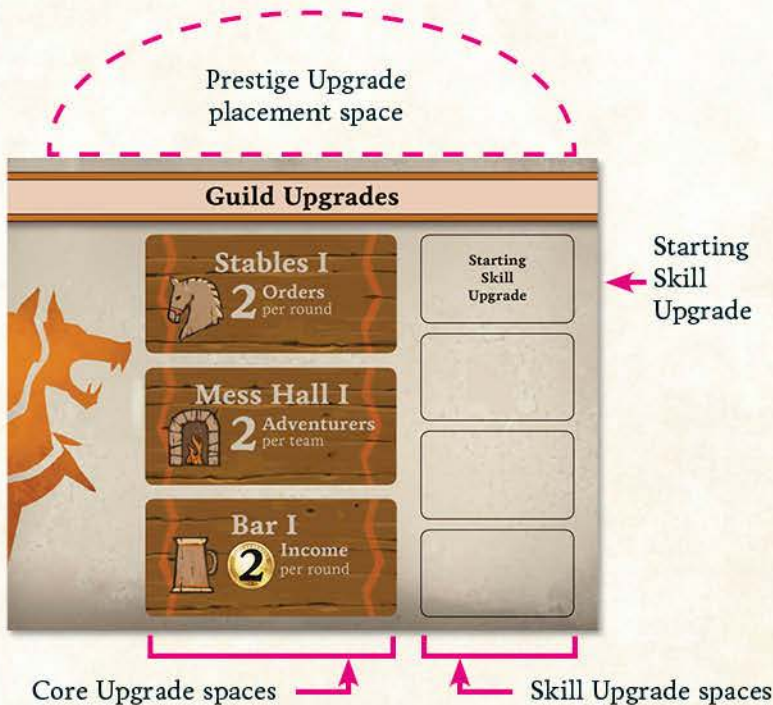 Prestige Upgrade
placement space
Guild Upgrades
Stables I
2 Orders
per round
Starting
Skill
Upgrade
Starting
Skill
Upgrade
Mess Hall I
2 Adventurers
per team
Bar I
2 Income
per round
Core Upgrade spaces
Skill Upgrade spaces